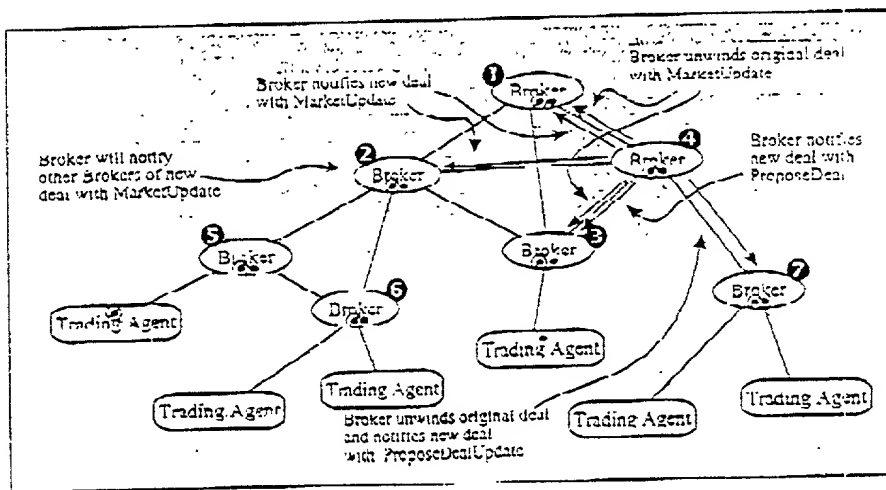 Broker unwinds original deal
with MarketUpdate
1
Broker notifies new deal
with MarketUpdate
Broker
4
Broker
Broker notifies
new deal with
ProposeDeal
2
Broker will notify
other Brokers of new
deal with MarketUpdate
Broker
5
Broker
3
Broker
7
Broker
6
Broker
Trading Agent
Trading Agent
Trading Agent
Trading Agent
Trading Agent
Trading Agent
Broker unwinds original deal
and notifies new deal
with ProposeDealUpdate